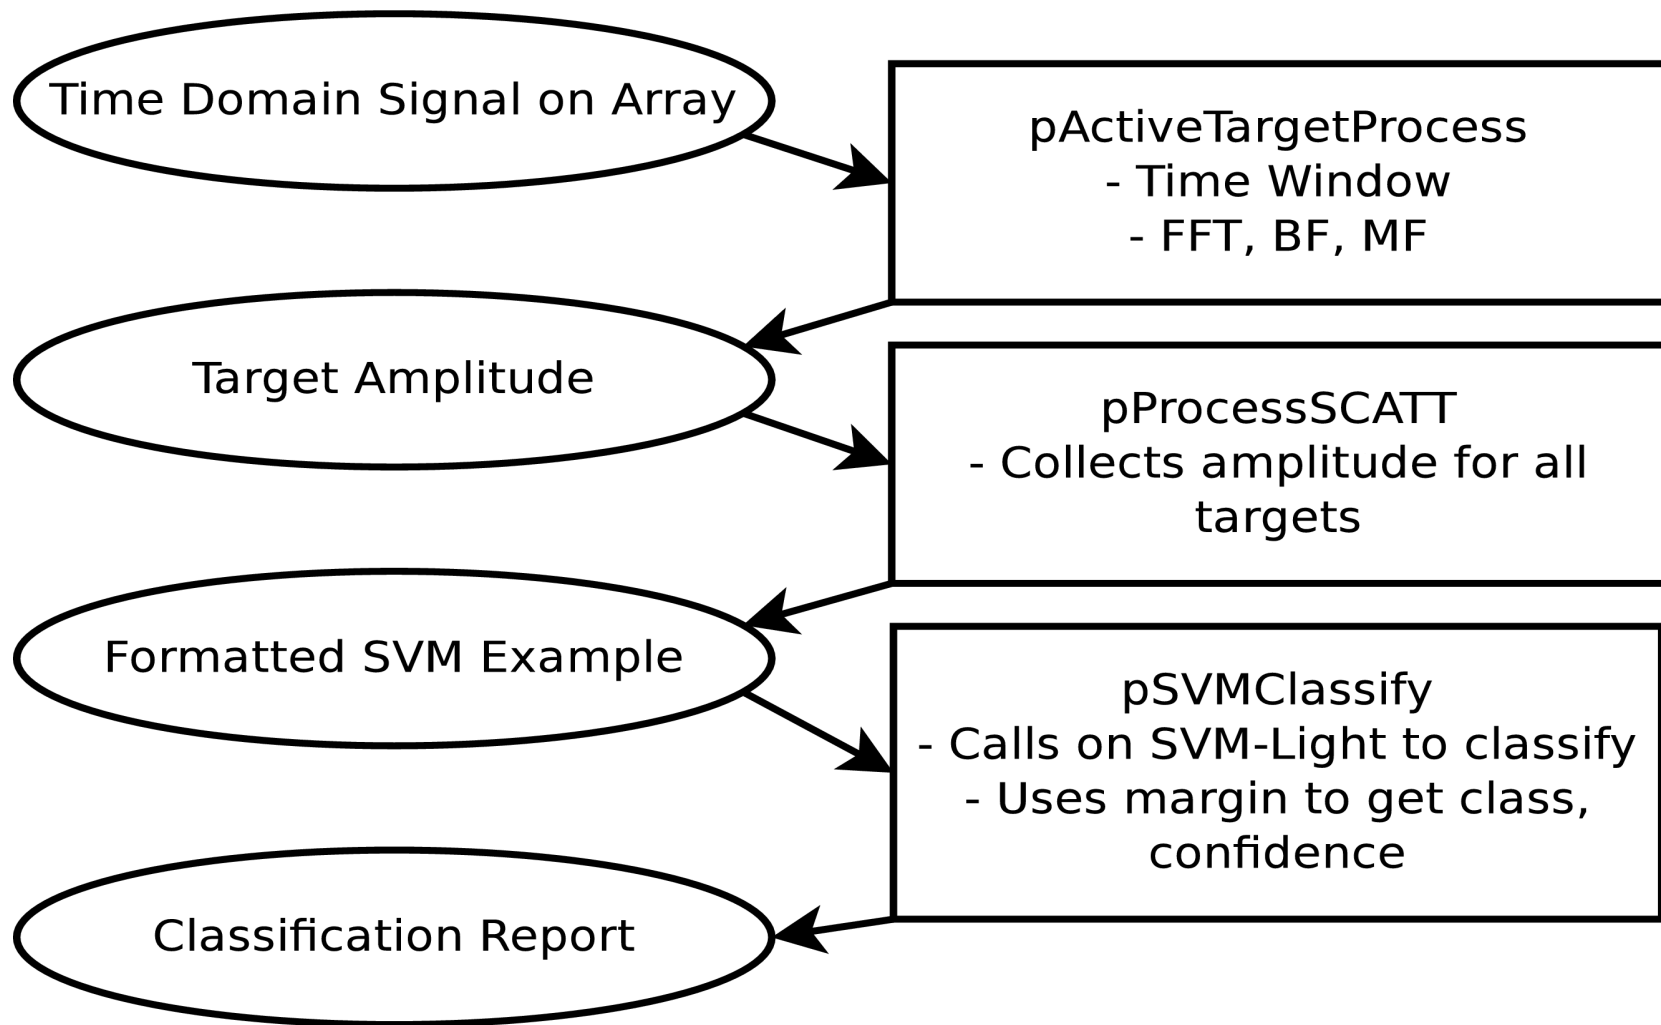 Time Domain Signal on Array
pActiveTargetProcess
- Time Window
- FFT, BF, MF
Target Amplitude
pProcessSCATT
- Collects amplitude for all
targets
Formatted SVM Example
pSVMClassify
- Calls on SVM-Light to classify
- Uses margin to get class,
confidence
Classification Report